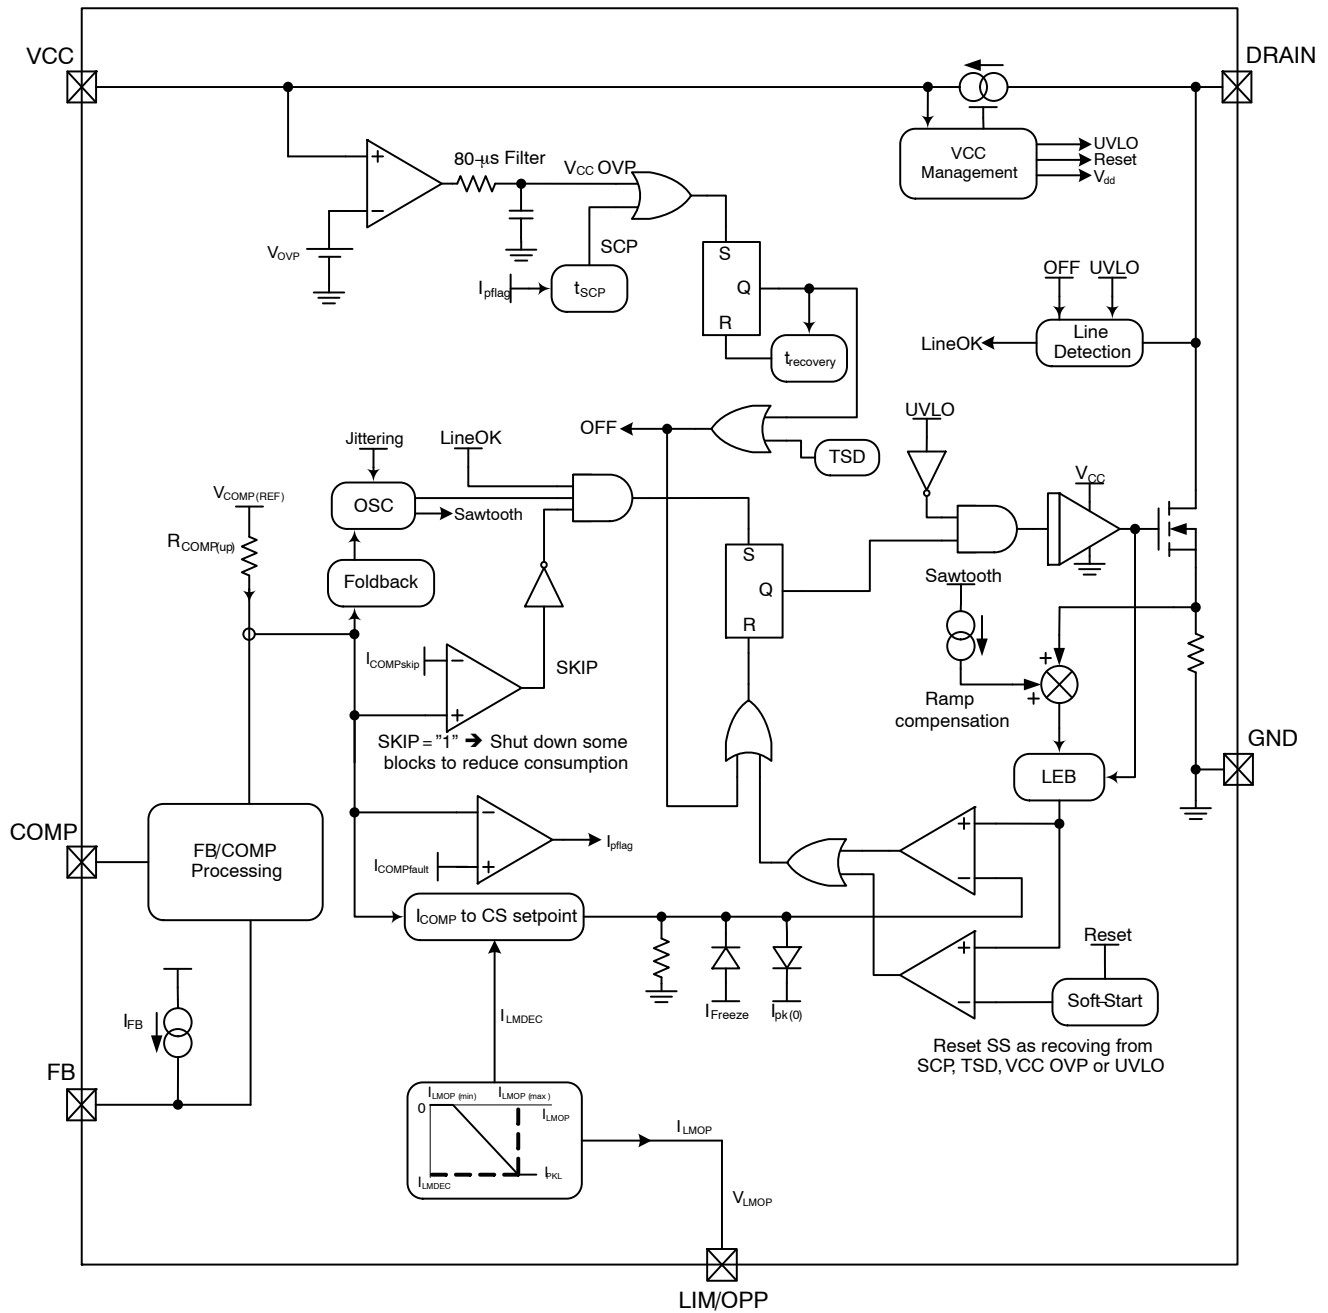 VCC
DRAIN
80-μs Filter
VCC OVP
VCC
Management
UVLO
Reset
Vdd
+
−
VOVP
SCP
Ipflag
tSCP
S
Q
R
trecovery
OFF
UVLO
LineOK
Line
Detection
OFF
TSD
UVLO
Jittering
LineOK
VCOMP(REF)
OSC
Sawtooth
VCC
RCOMP(up)
Foldback
S
Q
R
Sawtooth
ICOMPskip
−
+
SKIP
+
+
Ramp
compensation
SKIP = ”1” ➔ Shut down some
blocks to reduce consumption
LEB
GND
COMP
FB/COMP
Processing
−
+
Ipflag
ICOMPfault
+
−
ICOMP to CS setpoint
+
−
Reset
Soft-Start
IFreeze
Ipk(0)
Reset SS as recoving from
SCP, TSD, VCC OVP or UVLO
IFB
ILMDEC
FB
ILMOP(min)
ILMOP(max)
0
ILMOP
ILMDEC
IPKL
ILMOP
VLMOP
LIM/OPP